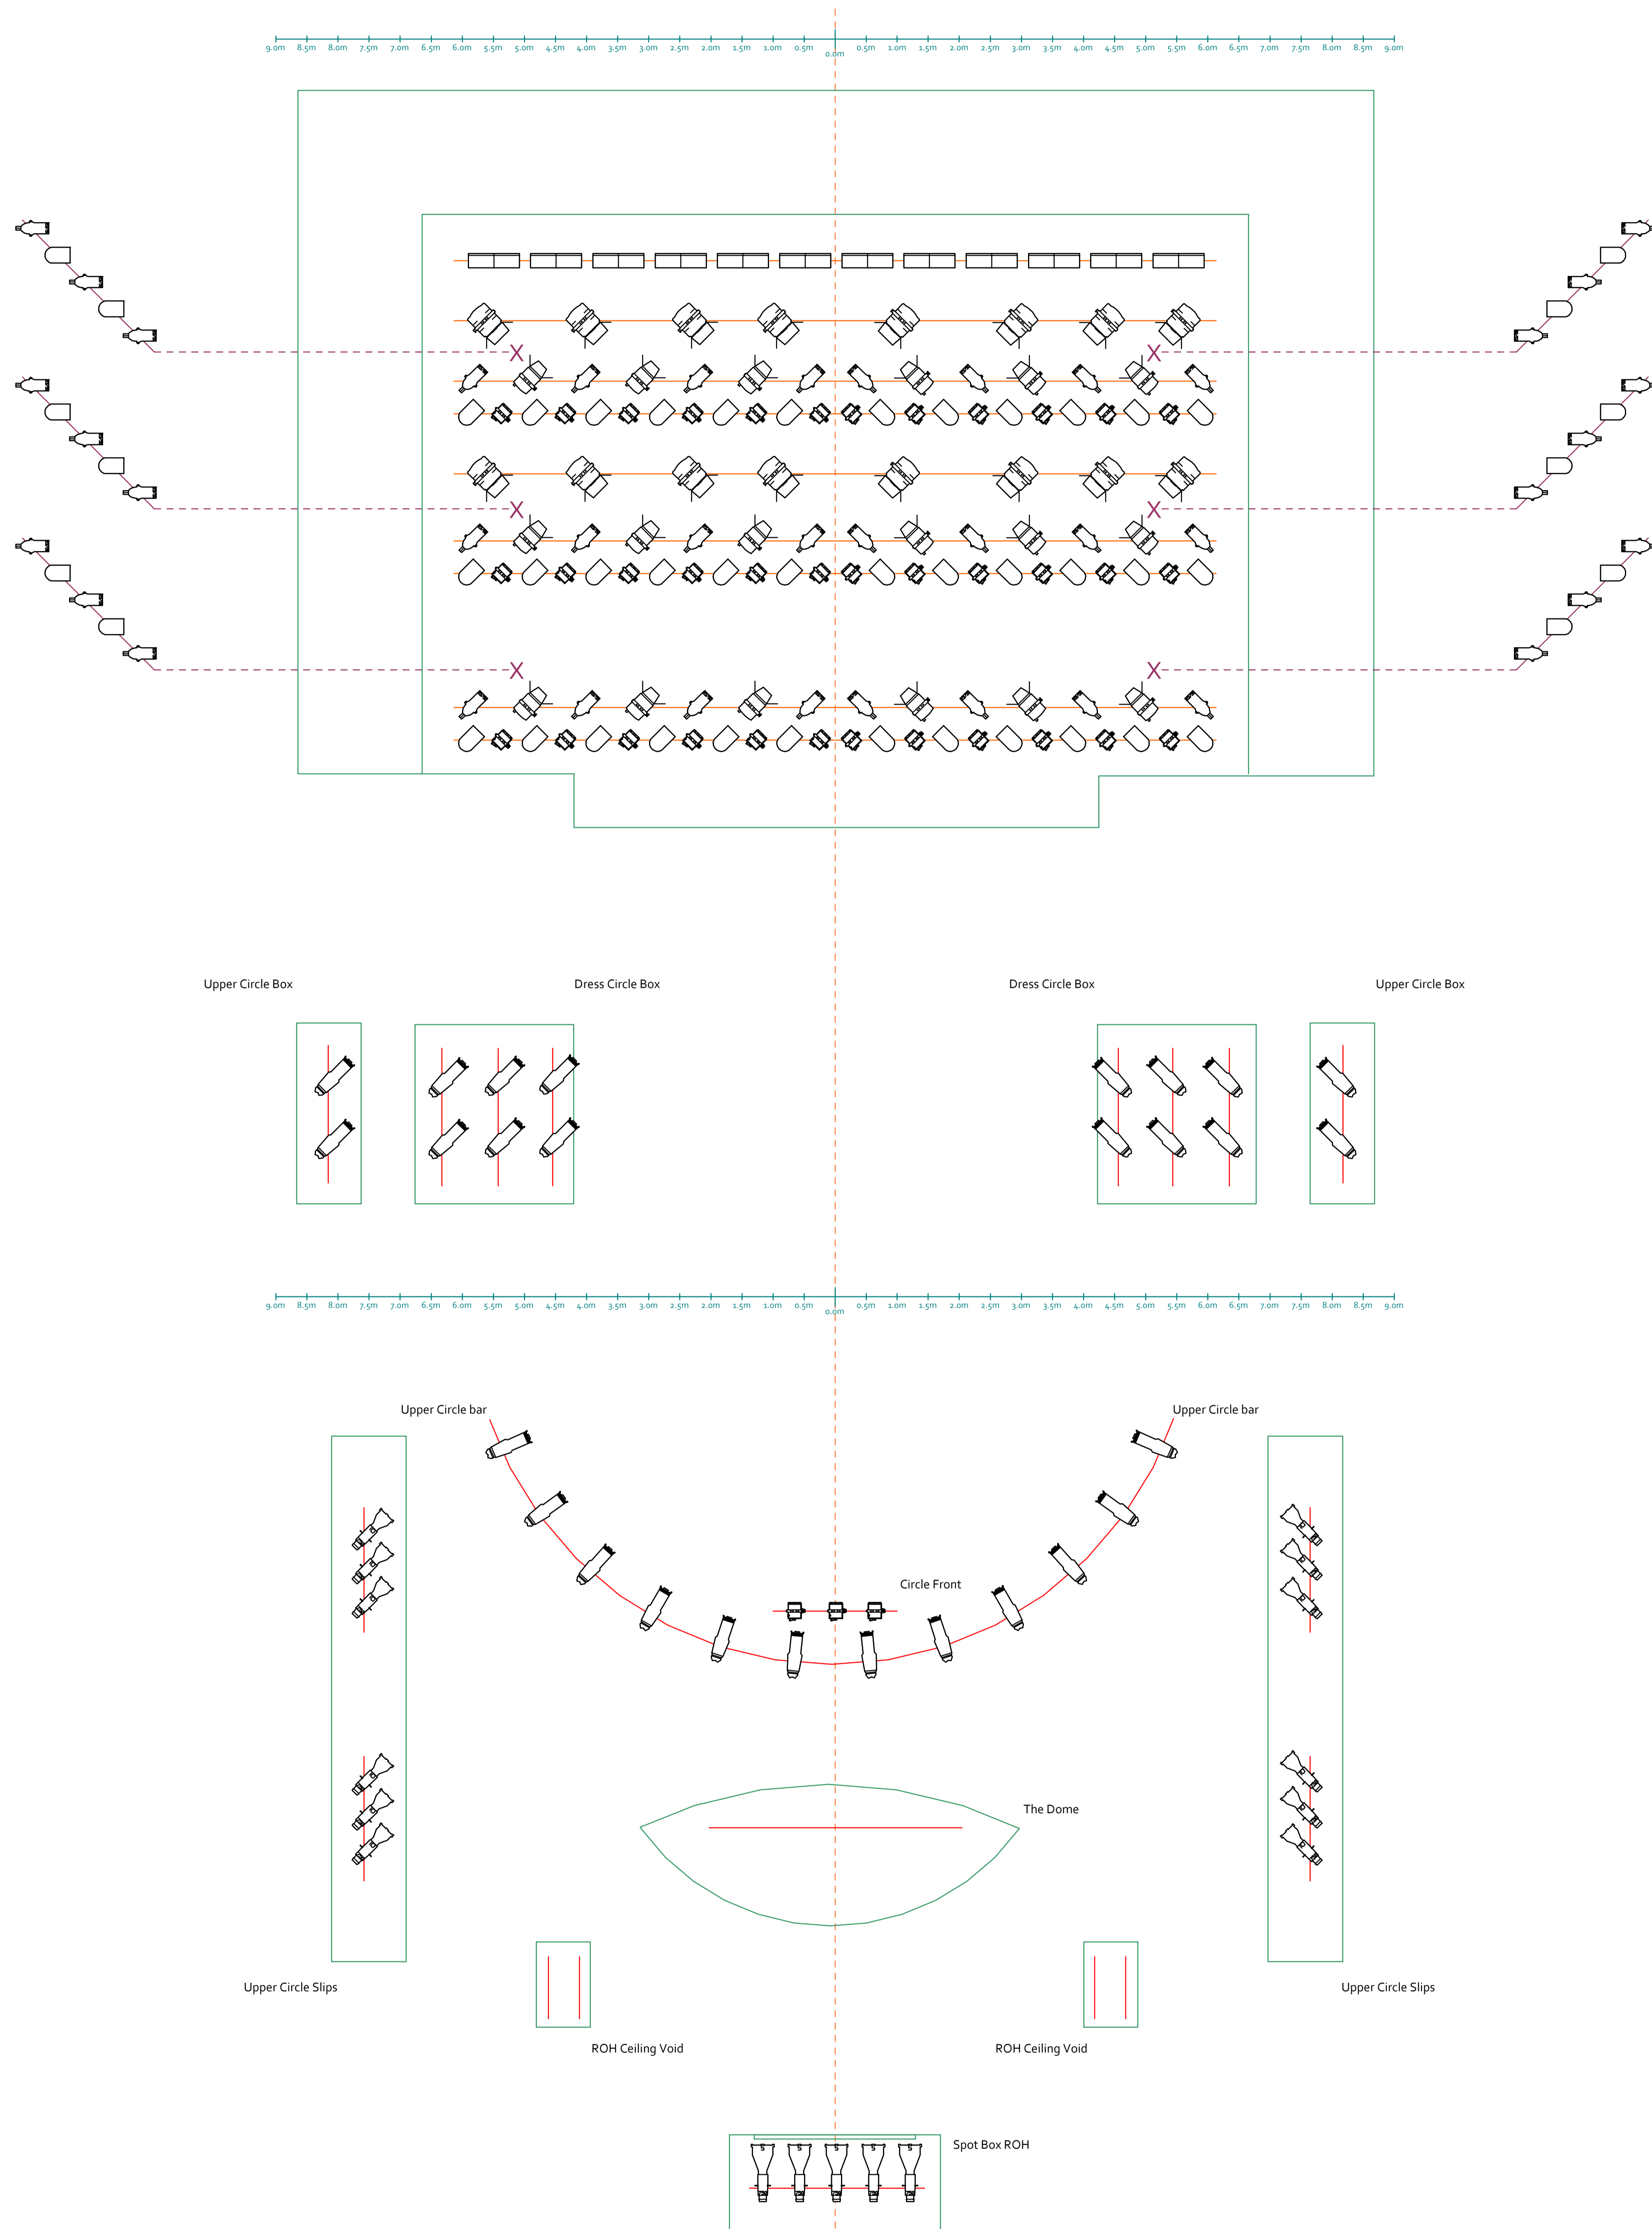 9.0m 8.5m 8.0m 7.5m 7.0m 6.5m 6.0m 5.5m 5.0m 4.5m 4.0m 3.5m 3.0m 2.5m 2.0m 1.5m 1.0m 0.5m 0.0m 0.5m 1.0m 1.5m 2.0m 2.5m 3.0m 3.5m 4.0m 4.5m 5.0m 5.5m 6.0m 6.5m 7.0m 7.5m 8.0m 8.5m 9.0m
X X
X X
X X
Upper Circle Box Dress Circle Box Dress Circle Box Upper Circle Box
9.0m 8.5m 8.0m 7.5m 7.0m 6.5m 6.0m 5.5m 5.0m 4.5m 4.0m 3.5m 3.0m 2.5m 2.0m 1.5m 1.0m 0.5m 0.0m 0.5m 1.0m 1.5m 2.0m 2.5m 3.0m 3.5m 4.0m 4.5m 5.0m 5.5m 6.0m 6.5m 7.0m 7.5m 8.0m 8.5m 9.0m
Upper Circle bar Upper Circle bar
Circle Front
The Dome
Upper Circle Slips Upper Circle Slips
ROH Ceiling Void ROH Ceiling Void
Spot Box ROH
5 5 5 5 5